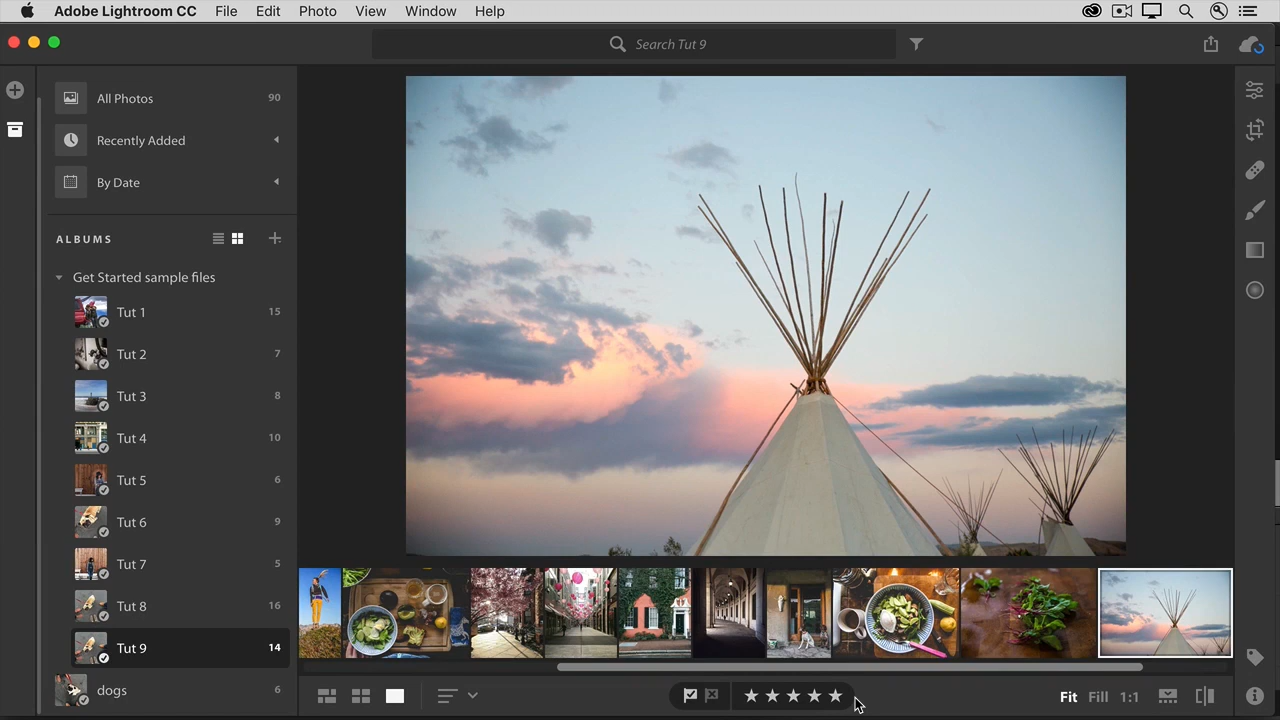 Adobe Lightroom CC File Edit Photo View Window Help
Search Tut 9
All Photos 90
Recently Added
By Date
ALBUMS
Get Started sample files
Tut 1 15
Tut 2 7
Tut 3 8
Tut 4 10
Tut 5 6
Tut 6 9
Tut 7 5
Tut 8 16
Tut 9 14
dogs 6
Fit Fill 1:1